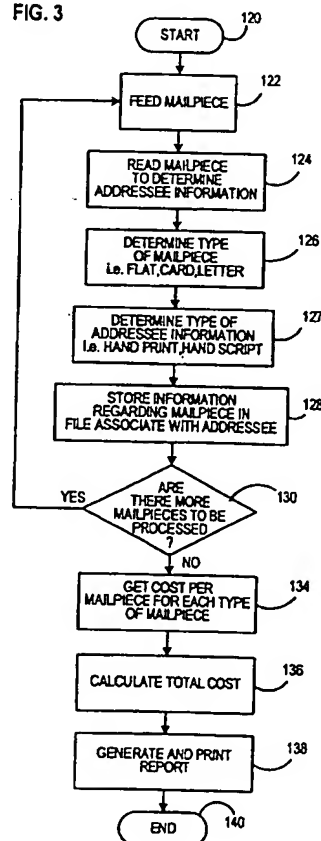 FIG. 3
START
120
FEED MAILPIECE
122
READ MAILPIECE
TO DETERMINE
ADDRESSEE INFORMATION
124
DETERMINE TYPE
OF MAILPIECE
i.e. FLAT,CARD,LETTER
126
DETERMINE TYPE OF
ADDRESSEE INFORMATION
i.e. HAND PRINT,HAND SCRIPT
127
STORE INFORMATION
REGARDING MAILPIECE IN
FILE ASSOCIATE WITH ADDRESSEE
128
ARE
THERE MORE
MAILPIECES TO BE
PROCESSED
?
130
YES
NO
GET COST PER
MAILPIECE FOR EACH TYPE
OF MAILPIECE
134
CALCULATE TOTAL COST
136
GENERATE AND PRINT
REPORT
138
END
140